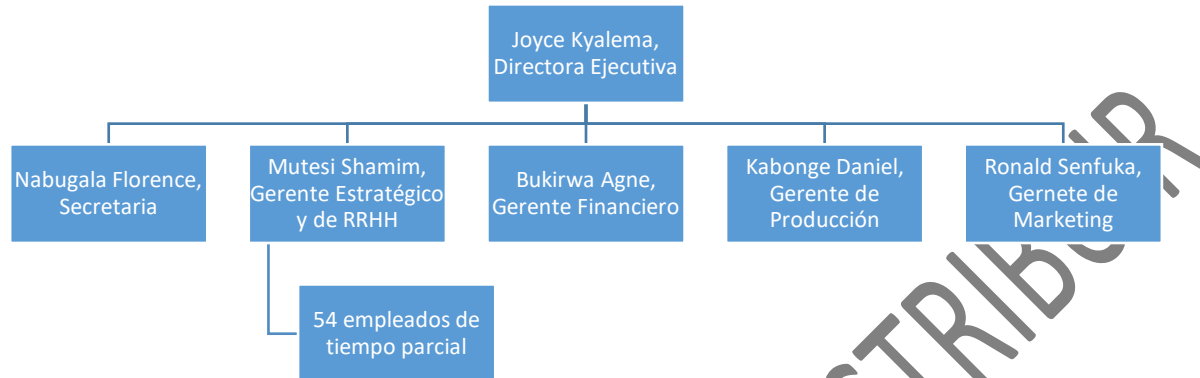 Joyce Kyalema,
Directora Ejecutiva
Nabugala Florence,
Secretaria
Mutesi Shamim,
Gerente Estratégico
y de RRHH
Bukirwa Agne,
Gerente Financiero
Kabonge Daniel,
Gerente de
Producción
Ronald Senfuka,
Gernete de
Marketing
54 empleados de
tiempo parcial